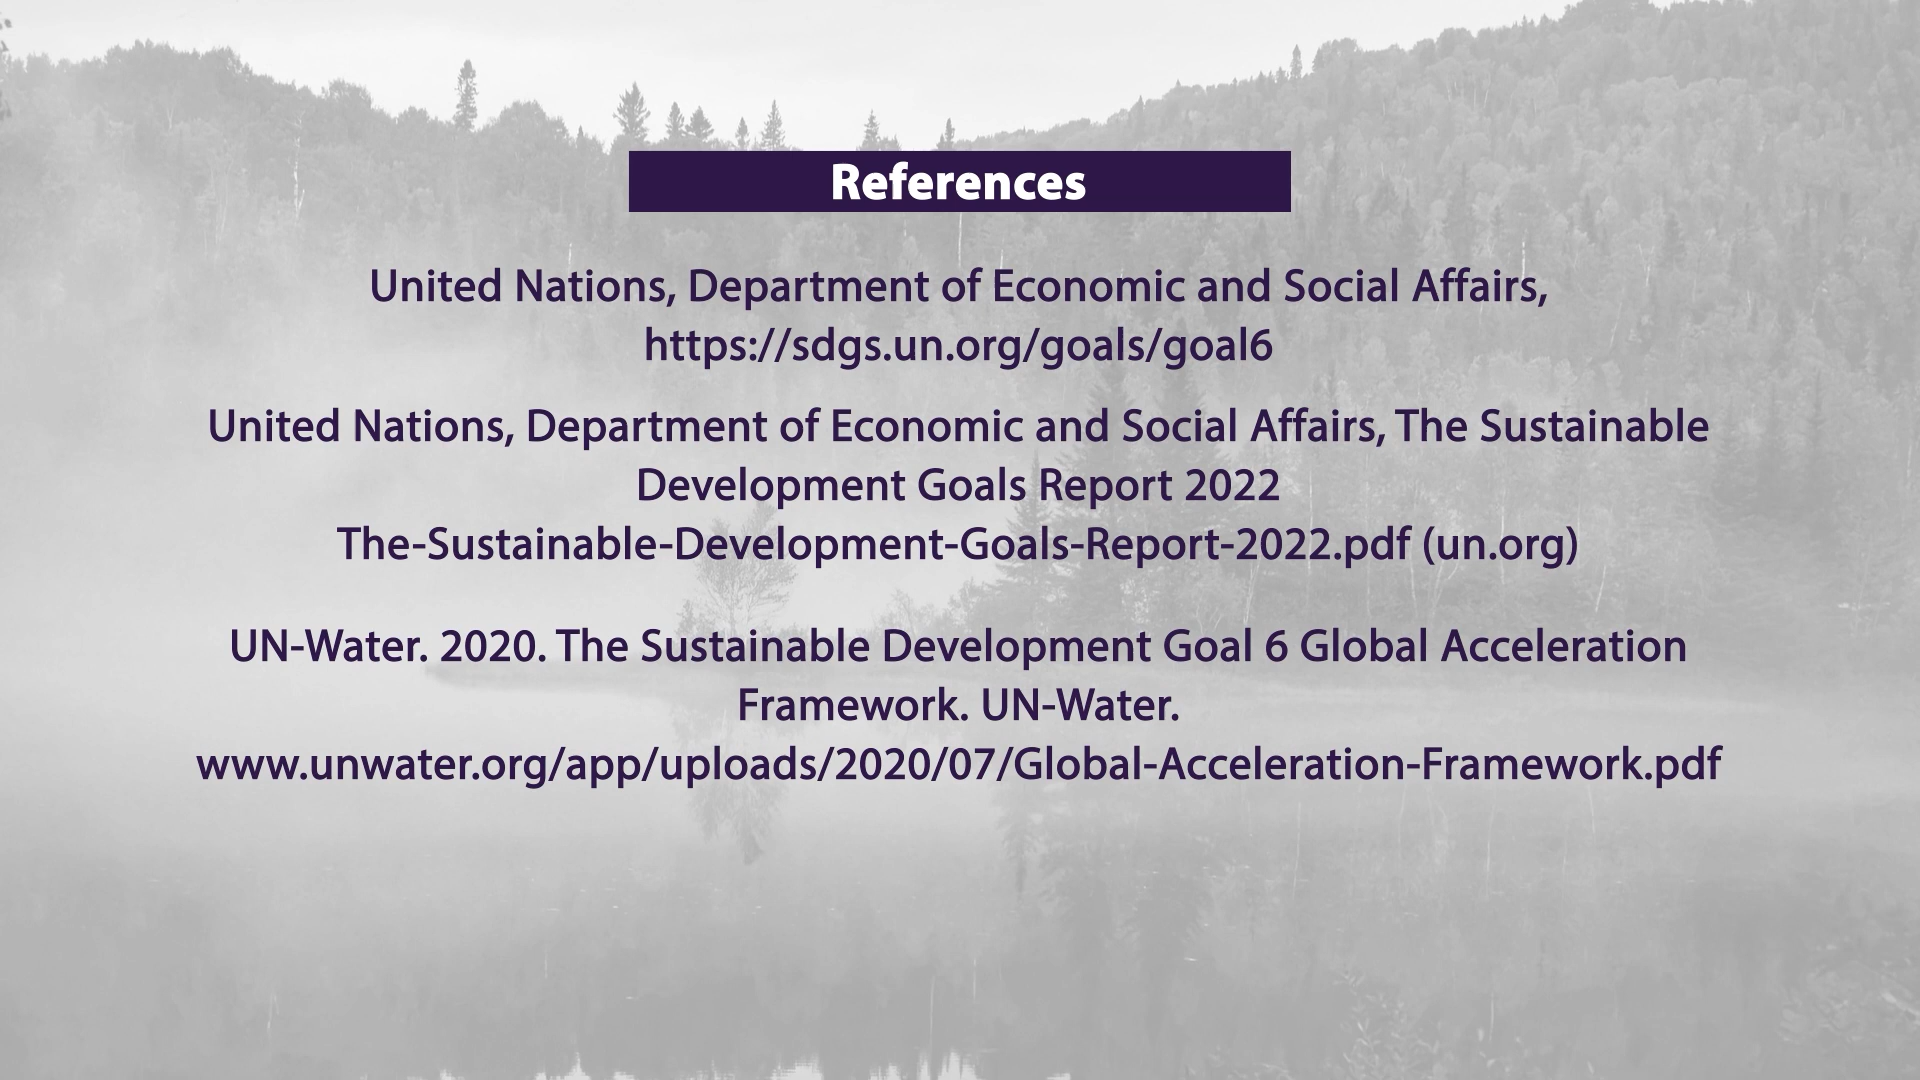 References
United Nations, Department of Economic and Social Affairs,
https://sdgs.un.org/goals/goal6
United Nations, Department of Economic and Social Affairs, The Sustainable
Development Goals Report 2022
The-Sustainable-Development-Goals-Report-2022.pdf (un.org)
UN-Water. 2020. The Sustainable Development Goal 6 Global Acceleration
Framework. UN-Water.
www.unwater.org/app/uploads/2020/07/Global-Acceleration-Framework.pdf